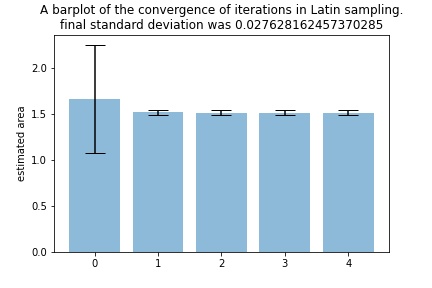 A barplot of the convergence of iterations in Latin sampling.
final standard deviation was 0.027628162457370285
estimated area
2.0
1.5
1.0
0.5
0.0
0 1 2 3 4